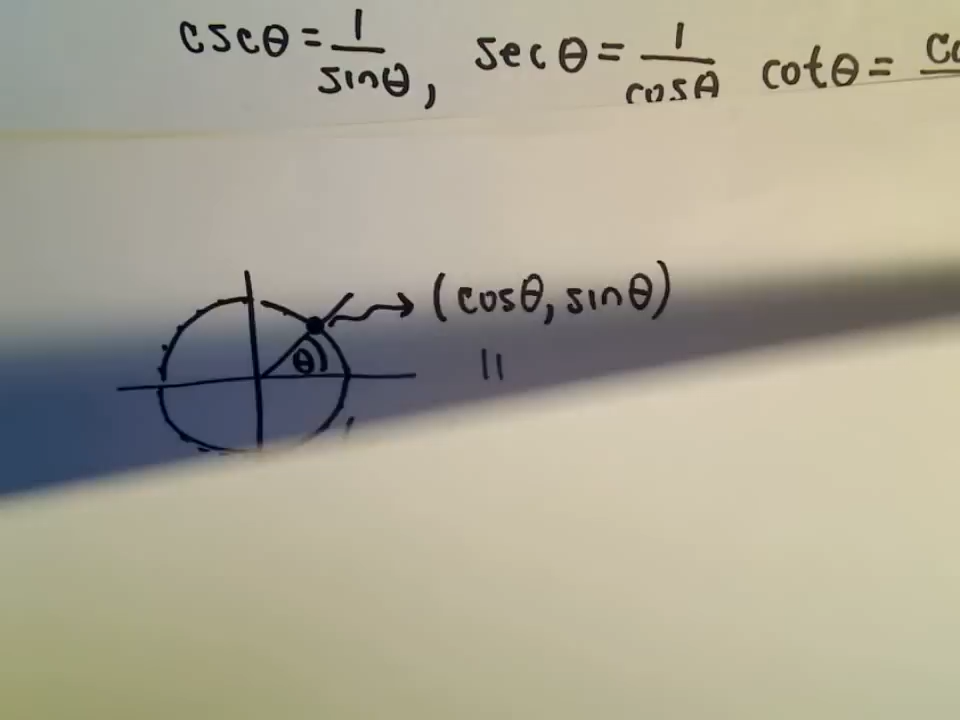 cscθ = 1/sinθ, secθ = 1/cosθ cotθ =
(cosθ, sinθ)
θ
||